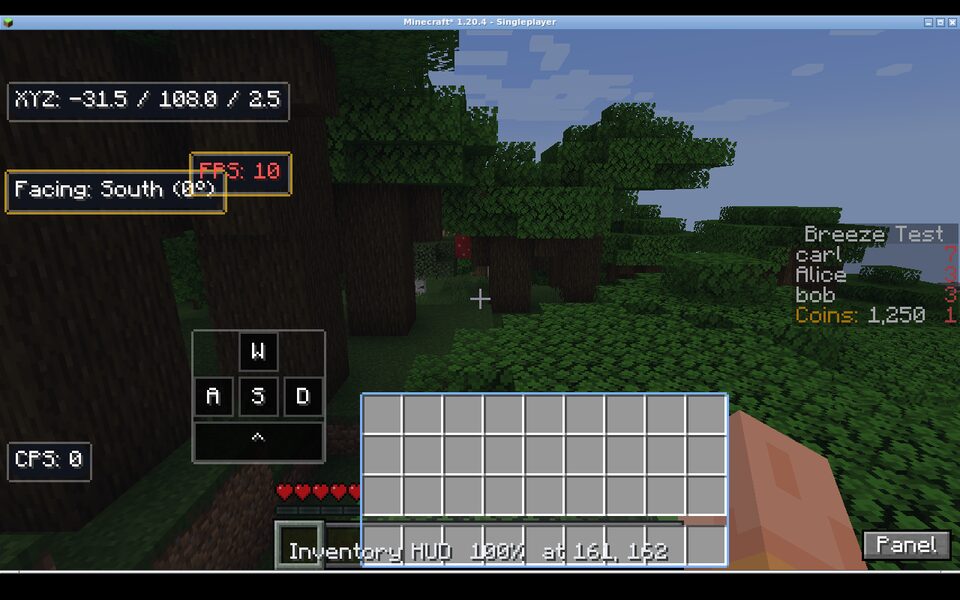 Minecraft* 1.20.4 - Singleplayer
XYZ: -31.5 / 108.0 / 2.5
FPS: 10
Facing: South (0°)
Breeze Test
carl 7
Alice
bob 3
Coins: 1,250 1
W
A S D
^
CPS: 0
Inventory HUD 100% at 161, 162
Panel